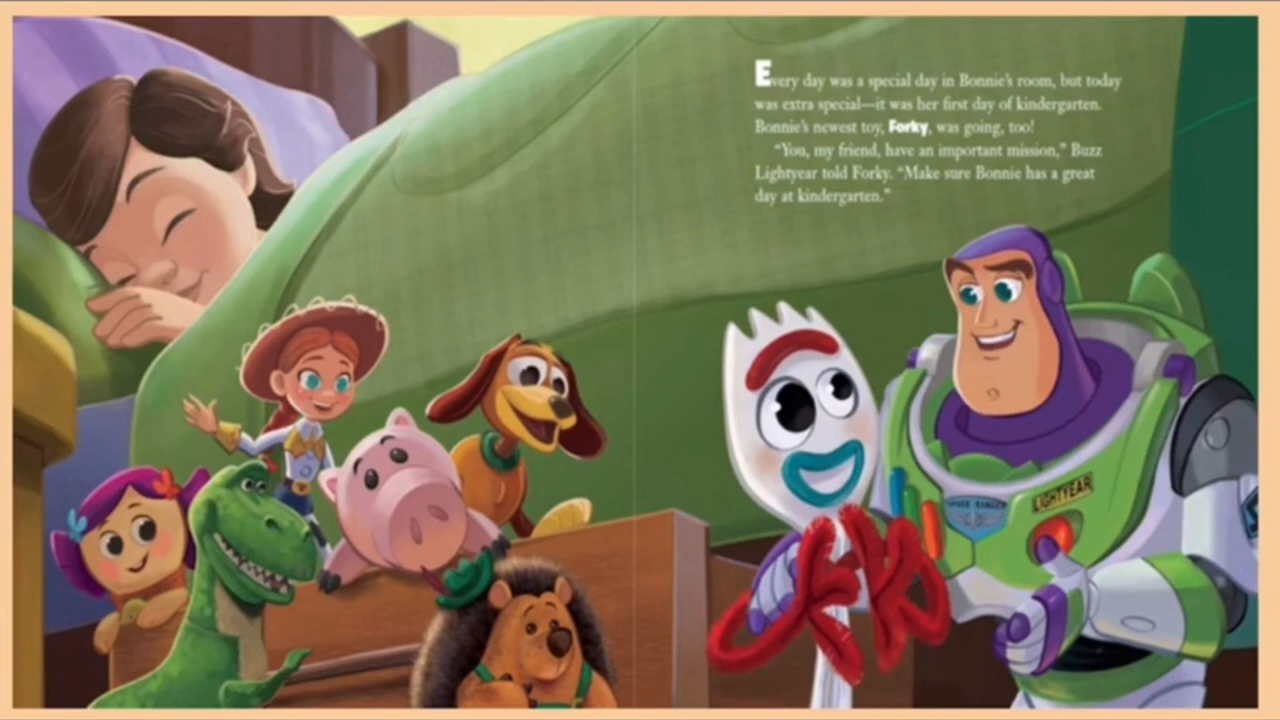 Every day was a special day in Bonnie's room, but today
was extra special—it was her first day of kindergarten.
Bonnie's newest toy, Forky, was going, too!
"You, my friend, have an important mission," Buzz
Lightyear told Forky. "Make sure Bonnie has a great
day at kindergarten."
SPACE RANGER
LIGHTYEAR